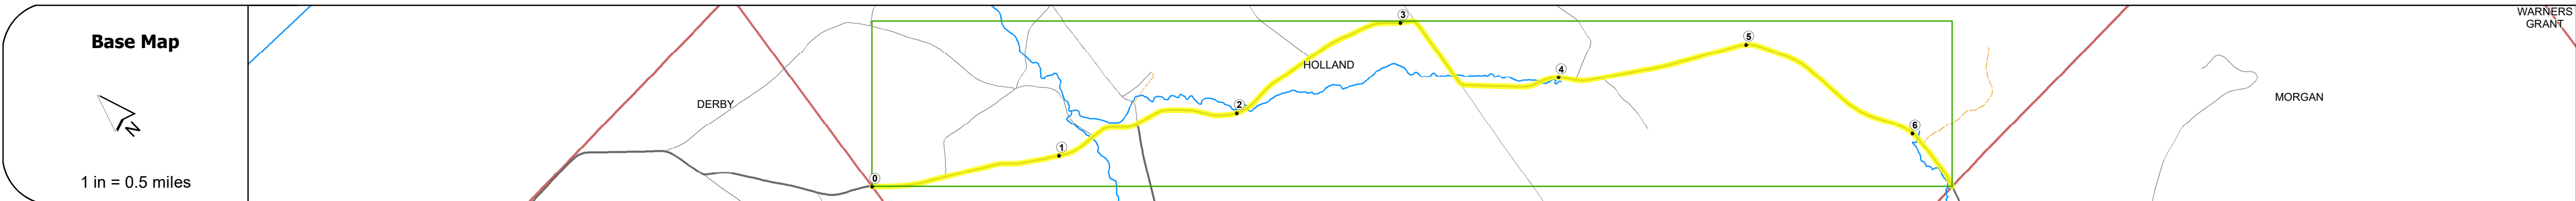 Base Map
N
1 in = 0.5 miles
DERBY
0
1
2
HOLLAND
3
4
5
6
MORGAN
WARNERS
GRANT